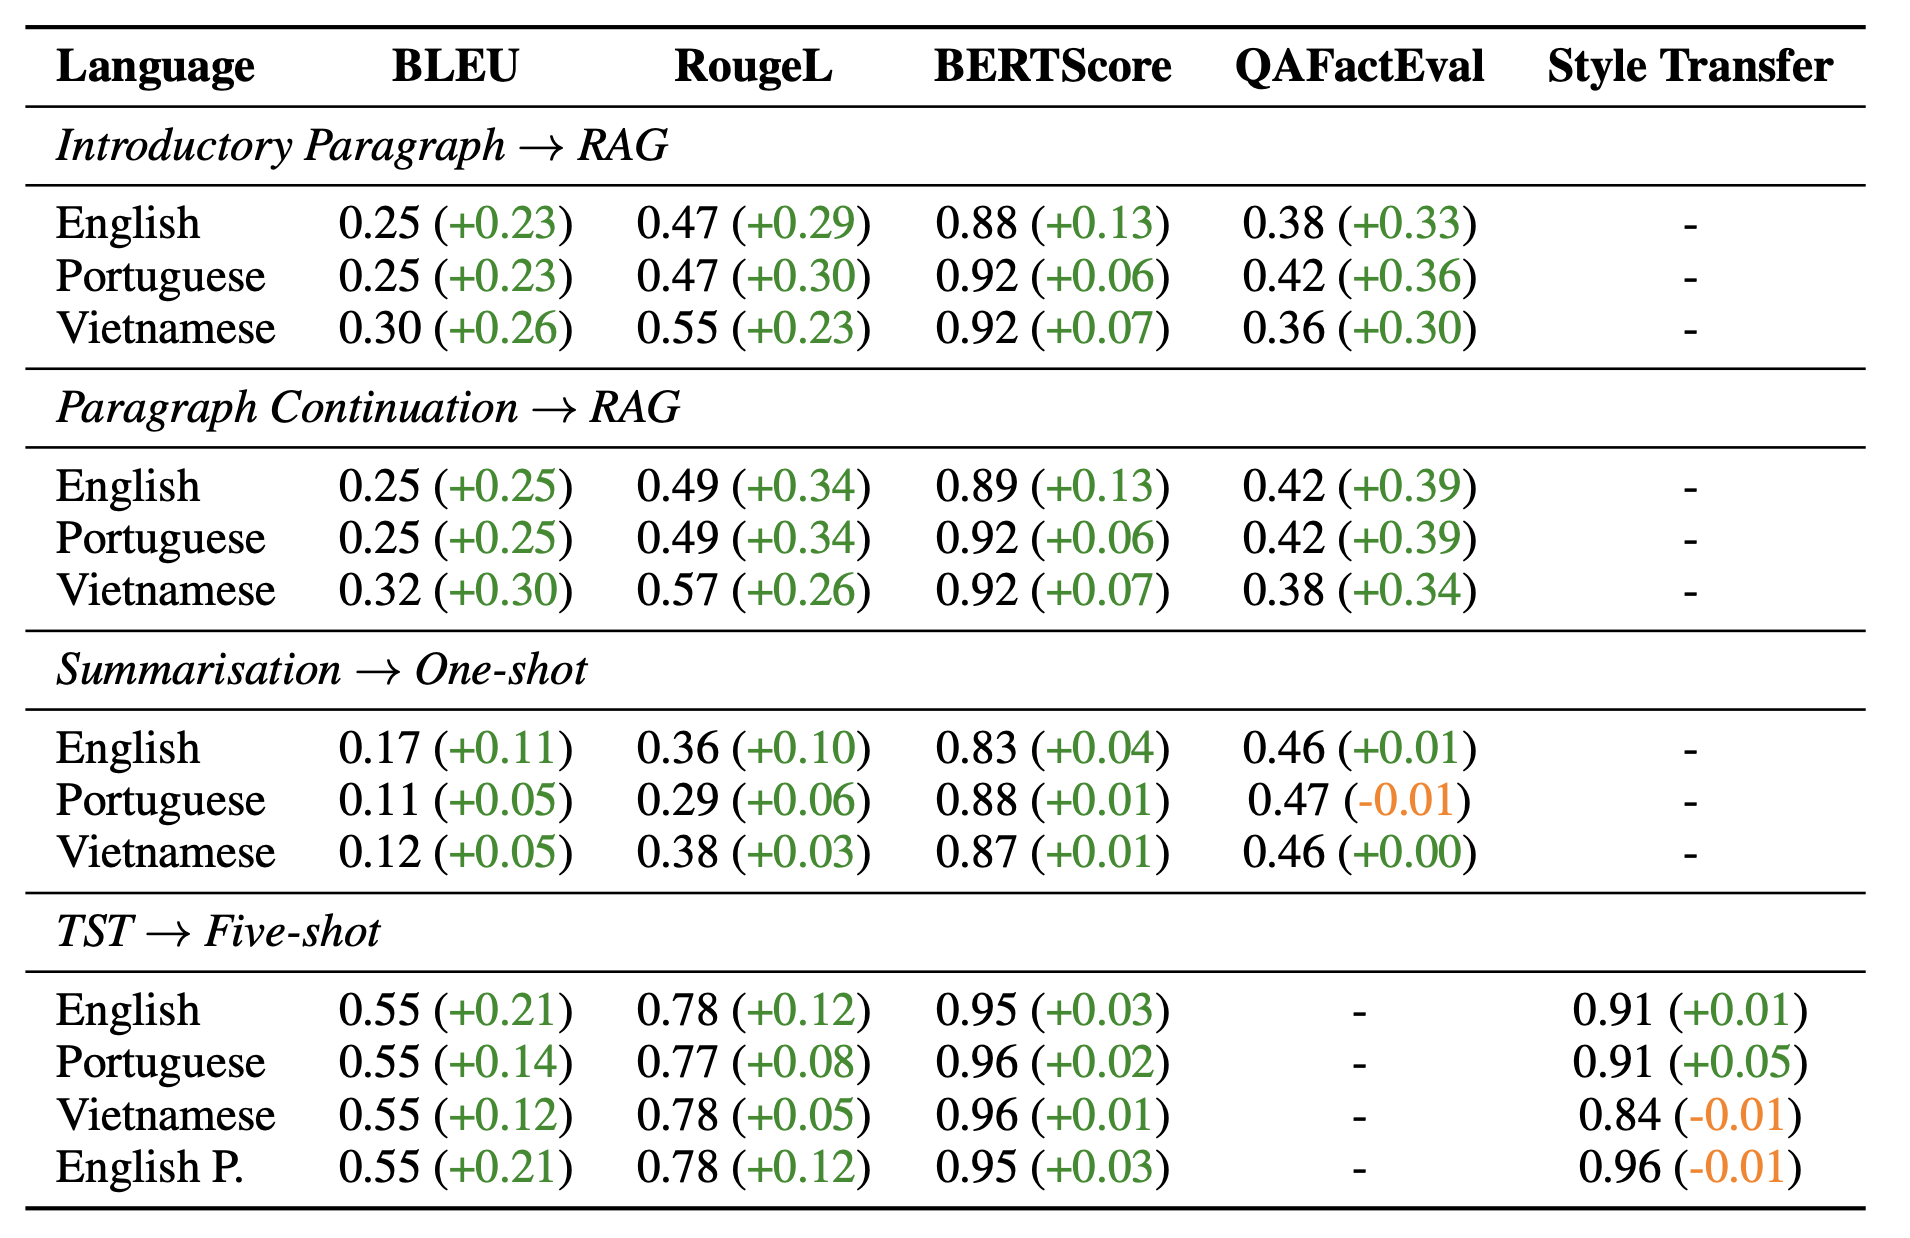 Language BLEU RougeL BERTScore QAFactEval Style Transfer
Introductory Paragraph → RAG
English 0.25 (+0.23) 0.47 (+0.29) 0.88 (+0.13) 0.38 (+0.33) -
Portuguese 0.25 (+0.23) 0.47 (+0.30) 0.92 (+0.06) 0.42 (+0.36) -
Vietnamese 0.30 (+0.26) 0.55 (+0.23) 0.92 (+0.07) 0.36 (+0.30) -
Paragraph Continuation → RAG
English 0.25 (+0.25) 0.49 (+0.34) 0.89 (+0.13) 0.42 (+0.39) -
Portuguese 0.25 (+0.25) 0.49 (+0.34) 0.92 (+0.06) 0.42 (+0.39) -
Vietnamese 0.32 (+0.30) 0.57 (+0.26) 0.92 (+0.07) 0.38 (+0.34) -
Summarisation → One-shot
English 0.17 (+0.11) 0.36 (+0.10) 0.83 (+0.04) 0.46 (+0.01) -
Portuguese 0.11 (+0.05) 0.29 (+0.06) 0.88 (+0.01) 0.47 (-0.01) -
Vietnamese 0.12 (+0.05) 0.38 (+0.03) 0.87 (+0.01) 0.46 (+0.00) -
TST → Five-shot
English 0.55 (+0.21) 0.78 (+0.12) 0.95 (+0.03) - 0.91 (+0.01)
Portuguese 0.55 (+0.14) 0.77 (+0.08) 0.96 (+0.02) - 0.91 (+0.05)
Vietnamese 0.55 (+0.12) 0.78 (+0.05) 0.96 (+0.01) - 0.84 (-0.01)
English P. 0.55 (+0.21) 0.78 (+0.12) 0.95 (+0.03) - 0.96 (-0.01)